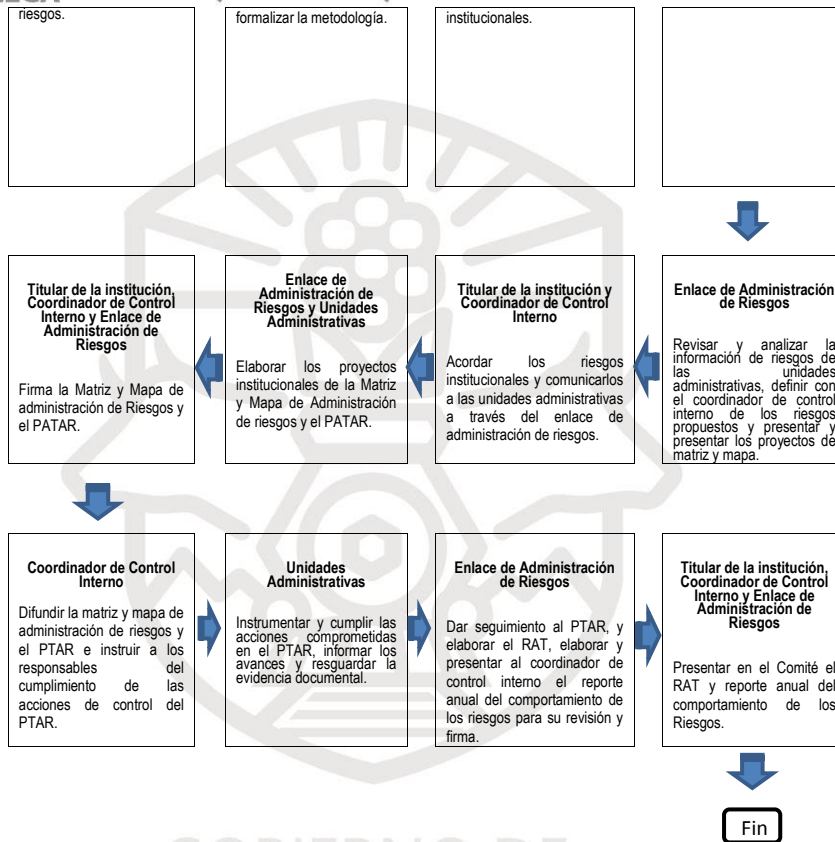 riesgos.
formalizar la metodología.
institucionales.
Titular de la institución,
Coordinador de Control
Interno y Enlace de
Administración de
Riesgos
Firma la Matriz y Mapa de
administración de Riesgos y
el PATAR.
Enlace de
Administración de
Riesgos y Unidades
Administrativas
Elaborar los proyectos
institucionales de la Matriz
y Mapa de Administración
de riesgos y el PATAR.
Titular de la institución y
Coordinador de Control
Interno
Acordar los riesgos
institucionales y comunicarlos
a las unidades administrativas
a través del enlace de
administración de riesgos.
Enlace de Administración
de Riesgos
Revisar y analizar la
información de riesgos de
las unidades
administrativas, definir con
el coordinador de control
interno de los riesgos
propuestos y presentar y
presentar los proyectos de
matriz y mapa.
Coordinador de Control
Interno
Difundir la matriz y mapa de
administración de riesgos y
el PTAR e instruir a los
responsables del
cumplimiento de las
acciones de control del
PTAR.
Unidades
Administrativas
Instrumentar y cumplir las
acciones comprometidas
en el PTAR, informar los
avances y resguardar la
evidencia documental.
Enlace de Administración
de Riesgos
Dar seguimiento al PTAR, y
elaborar el RAT, elaborar y
presentar al coordinador de
control interno el reporte
anual del comportamiento de
los riesgos para su revisión y
firma.
Titular de la institución,
Coordinador de Control
Interno y Enlace de
Administración de
Riesgos
Presentar en el Comité el
RAT y reporte anual del
comportamiento de los
Riesgos.
Fin